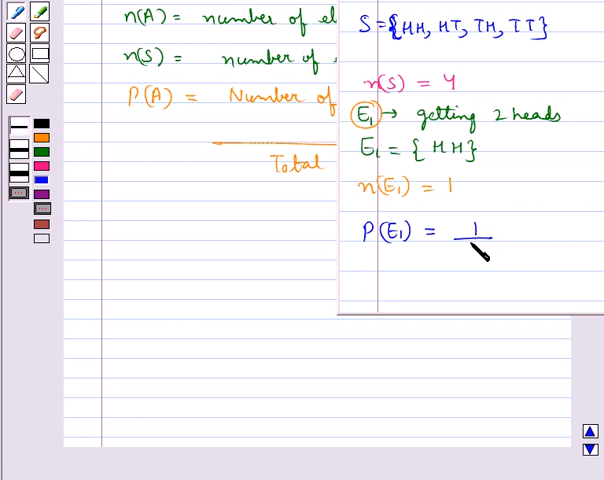 n(A) = number of el
n(S) = number of
P(A) = Number of
Total
S = {HH, HT, TH, TT}
n(S) = 4
E1 → getting 2 heads
E1 = { HH}
n(E1) = 1
P(E1) = 1